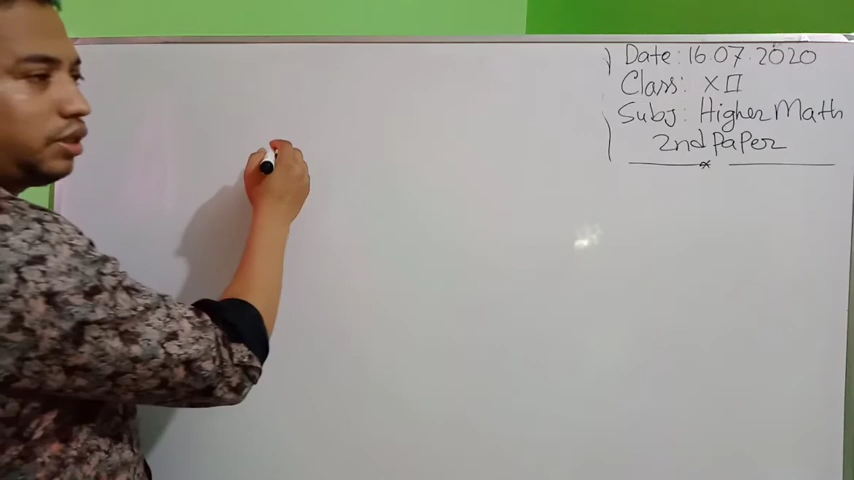 Date: 16.07.2020
Class: XII
Subj: Higher Math
2nd Paper